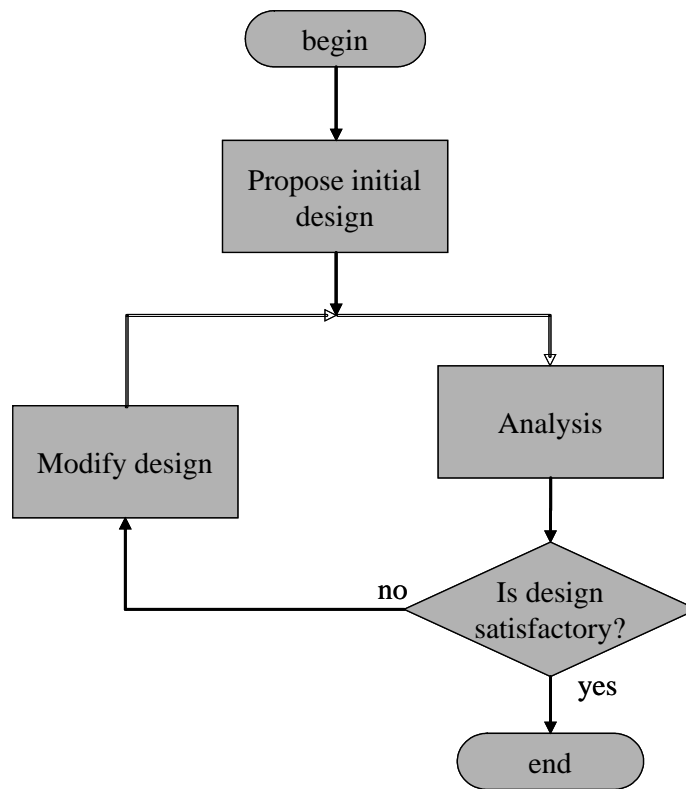 begin
Propose initial
design
Analysis
Modify design
no
Is design
satisfactory?
yes
end